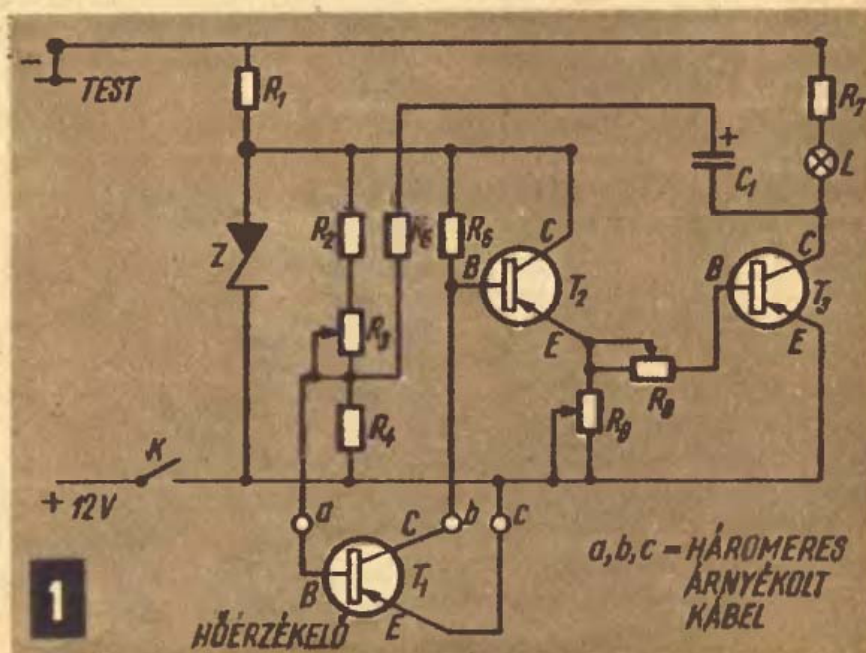 −
TEST
R₁
R₇
+
C₁
L
Z
R₂
R₆
C
B
T₂
E
C
B
T₃
E
R₃
R₄
R₈
R₉
K
+ 12V
a
b
c
C
B
T₁
E
HŐÉRZÉKELŐ
a,b,c = HÁROMERES
ÁRNYÉKOLT
KÁBEL
1